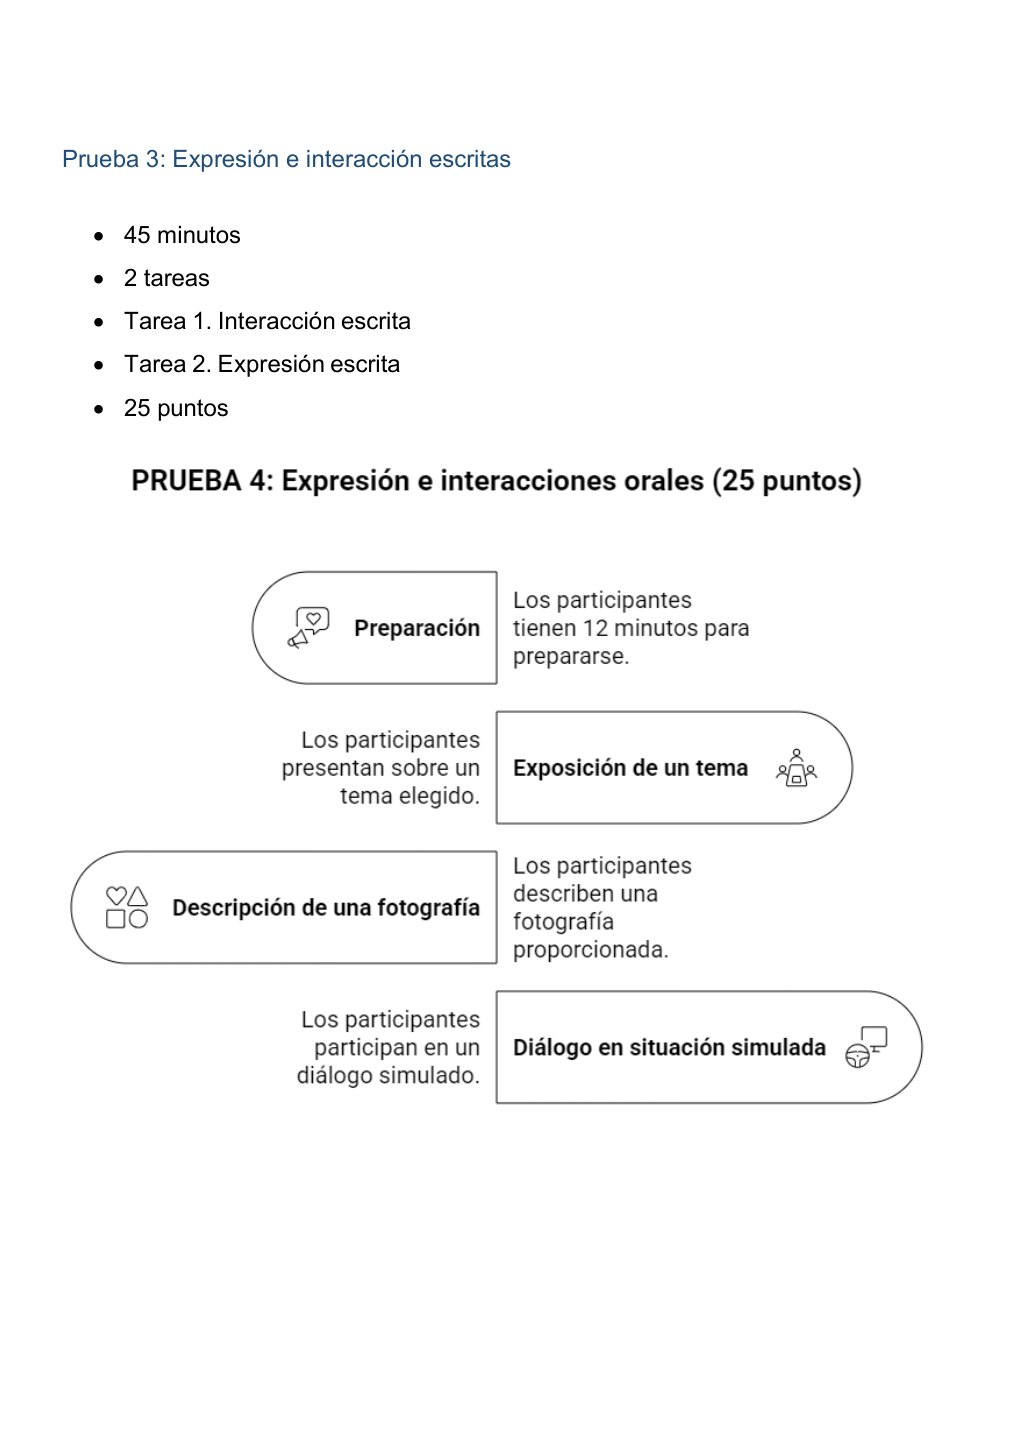 Prueba 3: Expresión e interacción escritas
• 45 minutos
• 2 tareas
• Tarea 1. Interacción escrita
• Tarea 2. Expresión escrita
• 25 puntos
PRUEBA 4: Expresión e interacciones orales (25 puntos)
Preparación
Los participantes
tienen 12 minutos para
prepararse.
Los participantes
presentan sobre un
tema elegido.
Exposición de un tema
Descripción de una fotografía
Los participantes
describen una
fotografía
proporcionada.
Los participantes
participan en un
diálogo simulado.
Diálogo en situación simulada